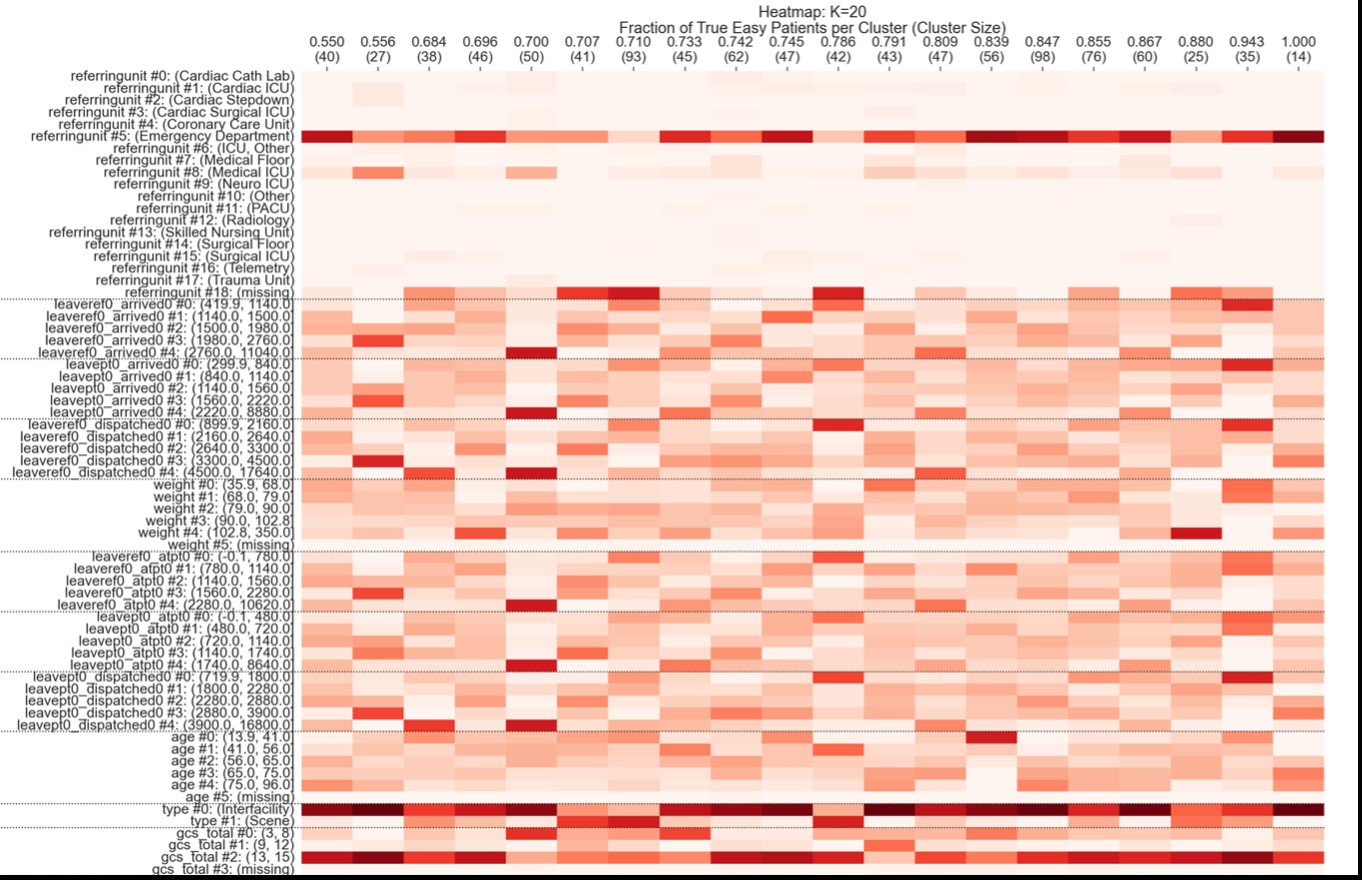 Heatmap: K=20
Fraction of True Easy Patients per Cluster (Cluster Size)
0.550 0.556 0.684 0.696 0.700 0.707 0.710 0.733 0.742 0.745 0.786 0.791 0.809 0.839 0.847 0.855 0.867 0.880 0.943 1.000
(40) (27) (38) (46) (50) (41) (93) (45) (62) (47) (42) (43) (47) (56) (98) (76) (60) (25) (35) (14)
referringunit #0: (Cardiac Cath Lab)
referringunit #1: (Cardiac ICU)
referringunit #2: (Cardiac Stepdown)
referringunit #3: (Cardiac Surgical ICU)
referringunit #4: (Coronary Care Unit)
referringunit #5: (Emergency Department)
referringunit #6: (ICU, Other)
referringunit #7: (Medical Floor)
referringunit #8: (Medical ICU)
referringunit #9: (Neuro ICU)
referringunit #10: (Other)
referringunit #11: (PACU)
referringunit #12: (Radiology)
referringunit #13: (Skilled Nursing Unit)
referringunit #14: (Surgical Floor)
referringunit #15: (Surgical ICU)
referringunit #16: (Telemetry)
referringunit #17: (Trauma Unit)
referringunit #18: (missing)
leaveref0_arrived0 #0: (419.9, 1140.0]
leaveref0_arrived0 #1: (1140.0, 1500.0]
leaveref0_arrived0 #2: (1500.0, 1980.0]
leaveref0_arrived0 #3: (1980.0, 2760.0]
leaveref0_arrived0 #4: (2760.0, 11040.0]
leavept0_arrived0 #0: (299.9, 840.0]
leavept0_arrived0 #1: (840.0, 1140.0]
leavept0_arrived0 #2: (1140.0, 1560.0]
leavept0_arrived0 #3: (1560.0, 2220.0]
leavept0_arrived0 #4: (2220.0, 8880.0]
leaveref0_dispatched0 #0: (899.9, 2160.0]
leaveref0_dispatched0 #1: (2160.0, 2640.0]
leaveref0_dispatched0 #2: (2640.0, 3300.0]
leaveref0_dispatched0 #3: (3300.0, 4500.0]
leaveref0_dispatched0 #4: (4500.0, 17640.0]
weight #0: (35.9, 68.0]
weight #1: (68.0, 79.0]
weight #2: (79.0, 90.0]
weight #3: (90.0, 102.8]
weight #4: (102.8, 350.0]
weight #5: (missing)
leaveref0_atpt0 #0: (-0.1, 780.0]
leaveref0_atpt0 #1: (780.0, 1140.0]
leaveref0_atpt0 #2: (1140.0, 1560.0]
leaveref0_atpt0 #3: (1560.0, 2280.0]
leaveref0_atpt0 #4: (2280.0, 10620.0]
leavept0_atpt0 #0: (-0.1, 480.0]
leavept0_atpt0 #1: (480.0, 720.0]
leavept0_atpt0 #2: (720.0, 1140.0]
leavept0_atpt0 #3: (1140.0, 1740.0]
leavept0_atpt0 #4: (1740.0, 8640.0]
leavept0_dispatched0 #0: (719.9, 1800.0]
leavept0_dispatched0 #1: (1800.0, 2280.0]
leavept0_dispatched0 #2: (2280.0, 2880.0]
leavept0_dispatched0 #3: (2880.0, 3900.0]
leavept0_dispatched0 #4: (3900.0, 16800.0]
age #0: (13.9, 41.0]
age #1: (41.0, 56.0]
age #2: (56.0, 65.0]
age #3: (65.0, 75.0]
age #4: (75.0, 96.0]
age #5: (missing)
type #0: (Interfacility)
type #1: (Scene)
gcs_total #0: (3, 8)
gcs_total #1: (9, 12)
gcs_total #2: (13, 15)
gcs_total #3: (missing)